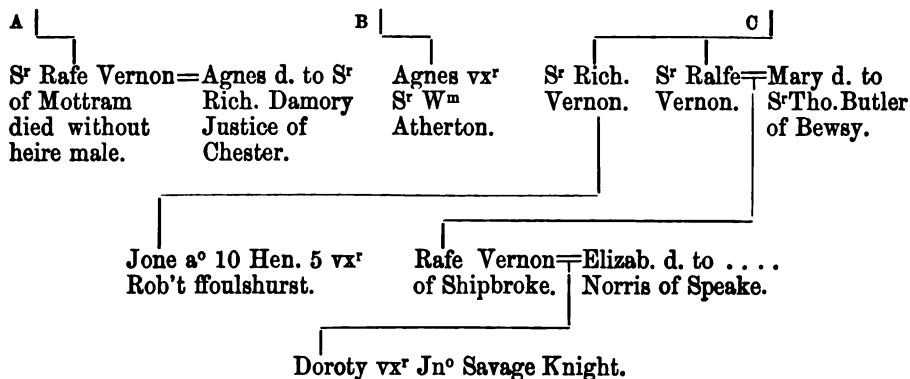 A B C
Sʳ Rafe Vernon=Agnes d. to Sʳ Agnes vxʳ Sʳ Rich. Sʳ Ralfe=Mary d. to
of Mottram Rich. Damory Sʳ Wᵐ Vernon. Vernon. SʳTho. Butler
died without Justice of Atherton. of Bewsy.
heire male. Chester.
Jone aᵒ 10 Hen. 5 vxʳ Rafe Vernon=Elizab. d. to ....
Rob't ffoulshurst. of Shipbroke. Norris of Speake.
Doroty vxʳ Jnᵒ Savage Knight.